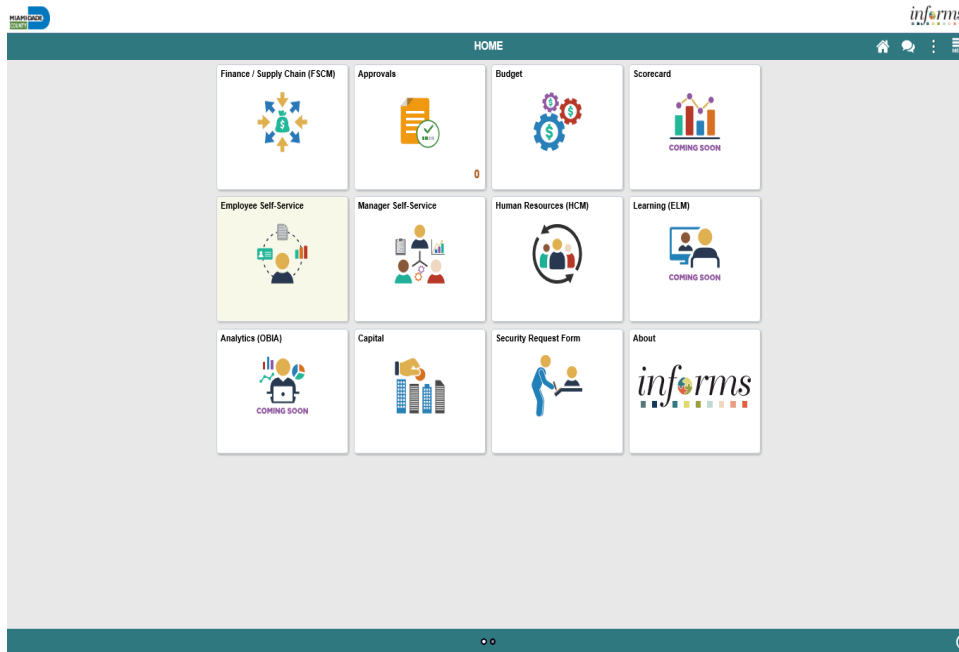 MIAMI-DADE
COUNTY
informs
HOME
Finance / Supply Chain (FSCM)
Approvals
Budget
Scorecard
COMING SOON
0
Employee Self-Service
Manager Self-Service
Human Resources (HCM)
Learning (ELM)
COMING SOON
Analytics (OBIA)
Capital
Security Request Form
About
COMING SOON
informs